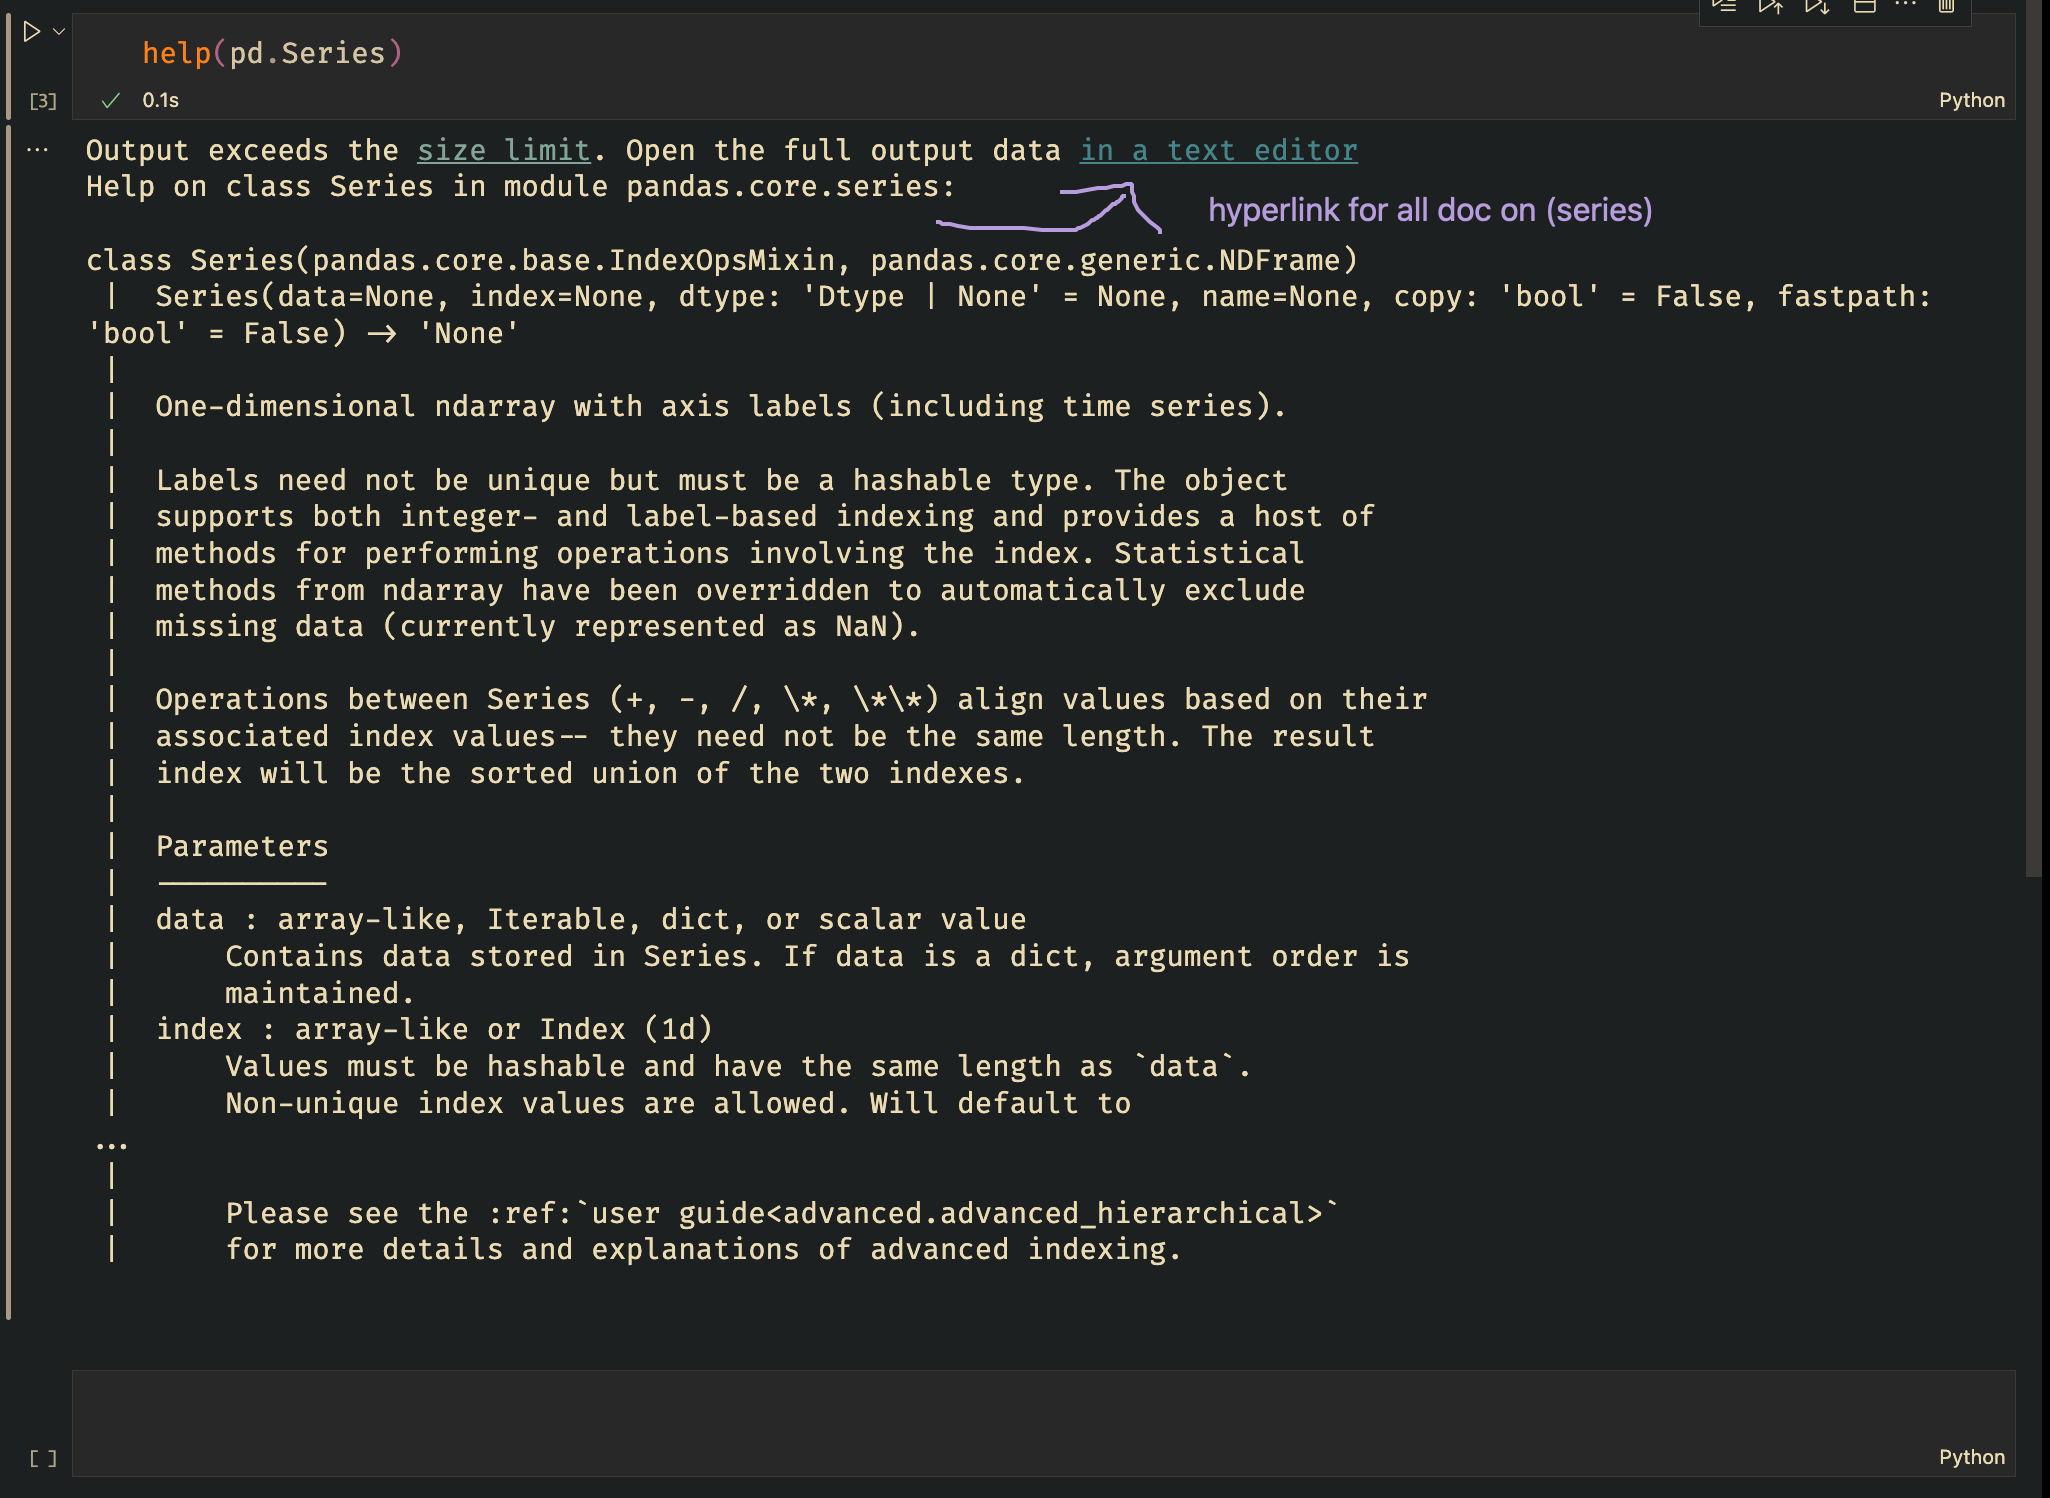 help(pd.Series)
[3]
0.1s
Python
Output exceeds the size limit. Open the full output data in a text editor
Help on class Series in module pandas.core.series:
hyperlink for all doc on (series)
class Series(pandas.core.base.IndexOpsMixin, pandas.core.generic.NDFrame)
 |  Series(data=None, index=None, dtype: 'Dtype | None' = None, name=None, copy: 'bool' = False, fastpath:
'bool' = False) -> 'None'
 |
 |  One-dimensional ndarray with axis labels (including time series).
 |
 |  Labels need not be unique but must be a hashable type. The object
 |  supports both integer- and label-based indexing and provides a host of
 |  methods for performing operations involving the index. Statistical
 |  methods from ndarray have been overridden to automatically exclude
 |  missing data (currently represented as NaN).
 |
 |  Operations between Series (+, -, /, \*, \*\*) align values based on their
 |  associated index values-- they need not be the same length. The result
 |  index will be the sorted union of the two indexes.
 |
 |  Parameters
 |  ----------
 |  data : array-like, Iterable, dict, or scalar value
 |      Contains data stored in Series. If data is a dict, argument order is
 |      maintained.
 |  index : array-like or Index (1d)
 |      Values must be hashable and have the same length as `data`.
 |      Non-unique index values are allowed. Will default to
...
 |
 |      Please see the :ref:`user guide<advanced.advanced_hierarchical>`
 |      for more details and explanations of advanced indexing.
[ ]
Python